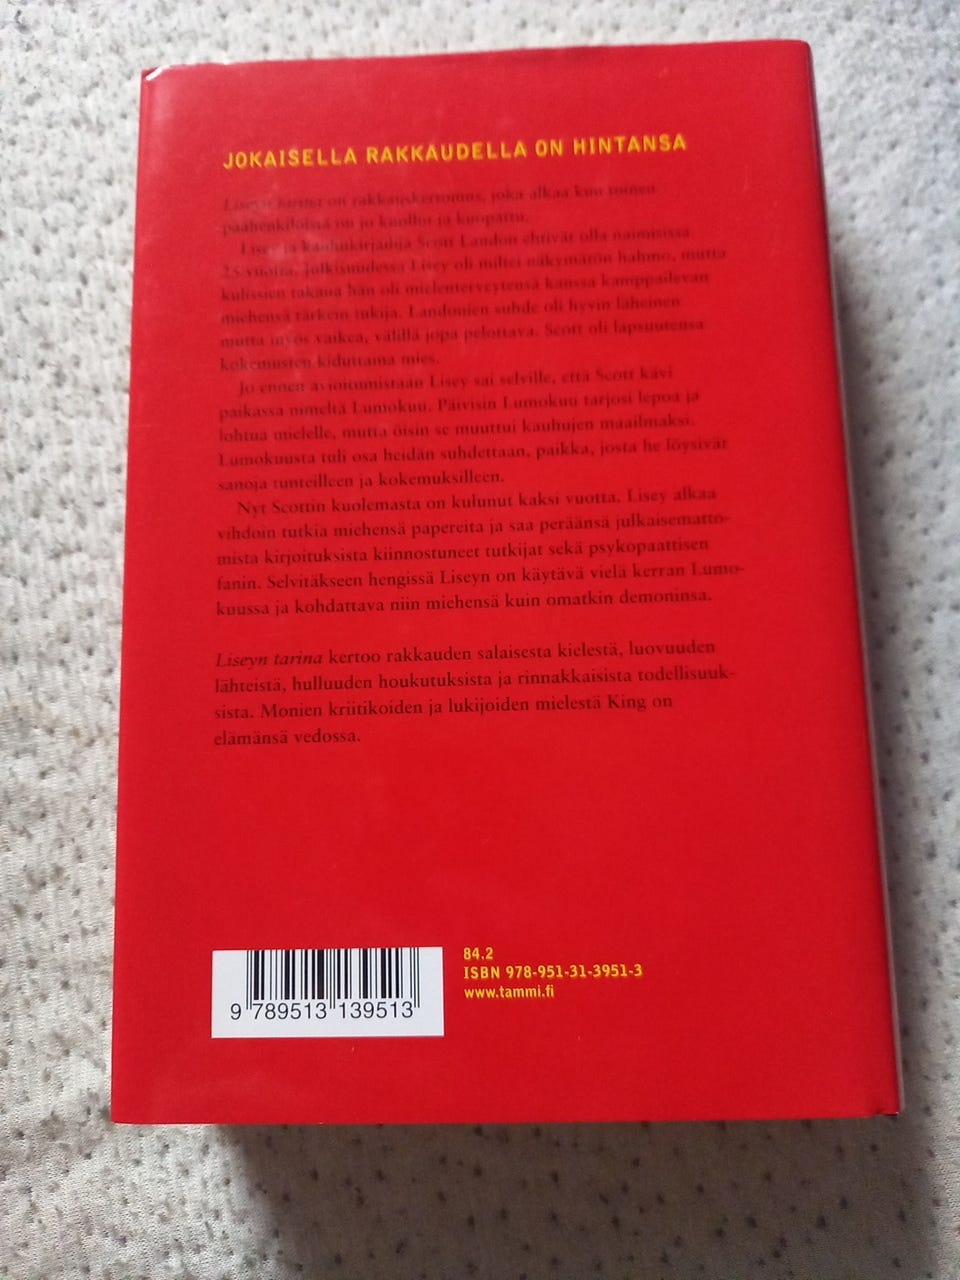 JOKAISELLA RAKKAUDELLA ON HINTANSA
Liseyn tarina on rakkauskertomus, joka alkaa kun toinen
päähenkilöistä on jo kuollut ja kuopattu.
Lisey ja kauhukirjailija Scott Landon ehtivät olla naimisissa
25 vuotta. Julkisuudessa Lisey oli miltei näkymätön hahmo, mutta
kulissien takana hän oli mielenterveytensä kanssa kamppailevan
miehensä tärkein tukija. Landonien suhde oli hyvin läheinen
mutta myös vaikea, välillä jopa pelottava. Scott oli lapsuutensa
kokemusten kiduttama mies.
Jo ennen avioitumistaan Lisey sai selville, että Scott kävi
paikassa nimeltä Lumokuu. Päivisin Lumokuu tarjosi lepoa ja
lohtua mielelle, mutta öisin se muuttui kauhujen maailmaksi.
Lumokuusta tuli osa heidän suhdettaan, paikka, josta he löysivät
sanoja tunteilleen ja kokemuksilleen.
Nyt Scottin kuolemasta on kulunut kaksi vuotta. Lisey alkaa
vihdoin tutkia miehensä papereita ja saa peräänsä julkaisematto-
mista kirjoituksista kiinnostuneet tutkijat sekä psykopaattisen
fanin. Selvitäkseen hengissä Liseyn on käytävä vielä kerran Lumo-
kuussa ja kohdattava niin miehensä kuin omatkin demoninsa.
Liseyn tarina kertoo rakkauden salaisesta kielestä, luovuuden
lähteistä, hulluuden houkutuksista ja rinnakkaisista todellisuuk-
sista. Monien kriitikoiden ja lukijoiden mielestä King on
elämänsä vedossa.
84.2
ISBN 978-951-31-3951-3
www.tammi.fi
9 789513 139513